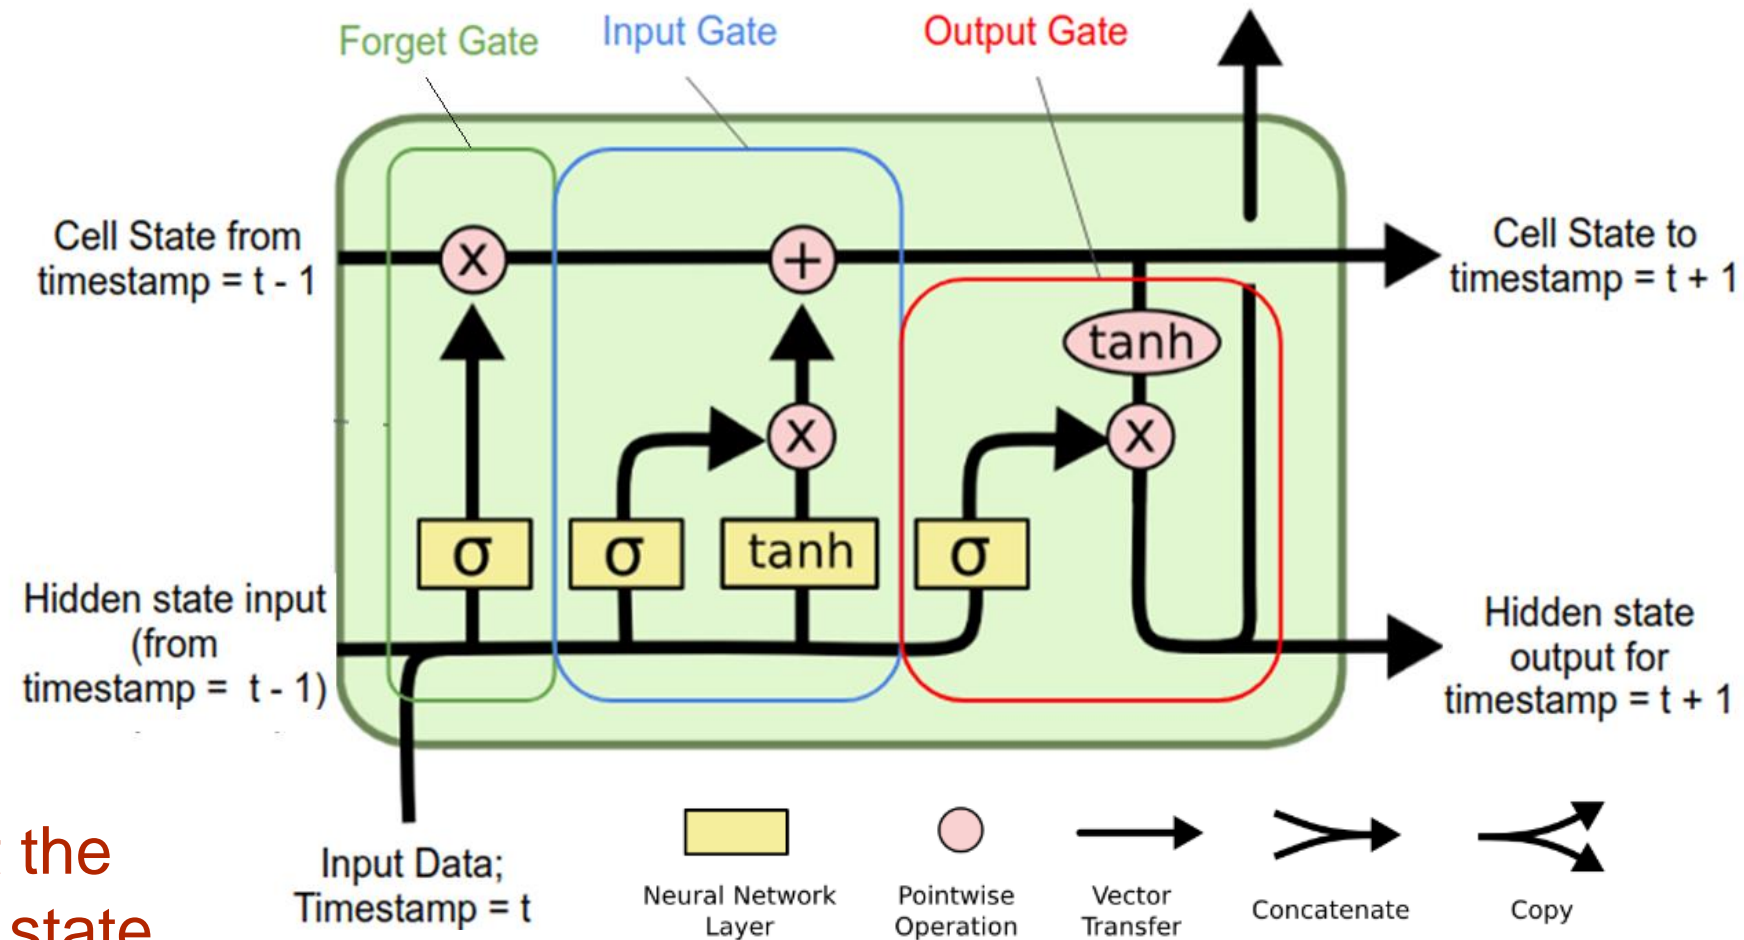 Forget Gate
Input Gate
Output Gate
Cell State from
timestamp = t - 1
x
+
Cell State to
timestamp = t + 1
tanh
x
x
σ
σ
tanh
σ
Hidden state input
(from
timestamp = t - 1)
Hidden state
output for
timestamp = t + 1
the
state
Input Data;
Timestamp = t
Neural Network
Layer
Pointwise
Operation
Vector
Transfer
Concatenate
Copy